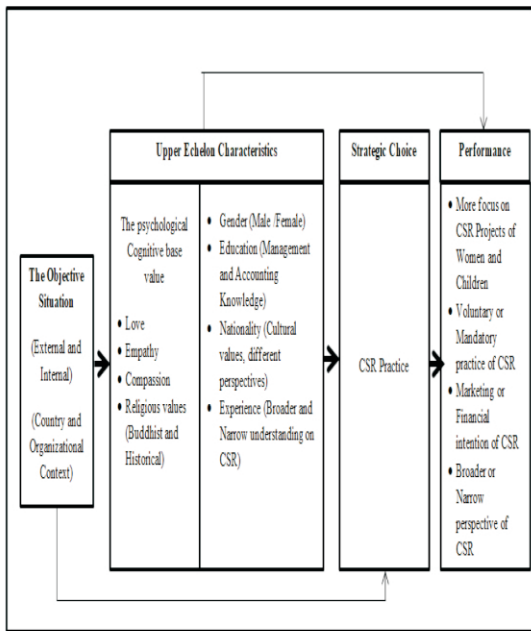 The Objective
Situation
(External and
Internal)
(Country and
Organizational
Context)
Upper Echelon Characteristics
The psychological
Cognitive base
value
• Love
• Empathy
• Compassion
• Religious values
(Buddhist and
Historical)
• Gender (Male /Female)
• Education (Management
and Accounting
Knowledge)
• Nationality (Cultural
values, different
perspectives)
• Experience (Broader and
Narrow understanding on
CSR)
Strategic Choice
CSR Practice
Performance
• More focus on
CSR Projects of
Women and
Children
• Voluntary or
Mandatory
practice of CSR
• Marketing or
Financial
intention of CSR
• Broader or
Narrow
perspective of
CSR